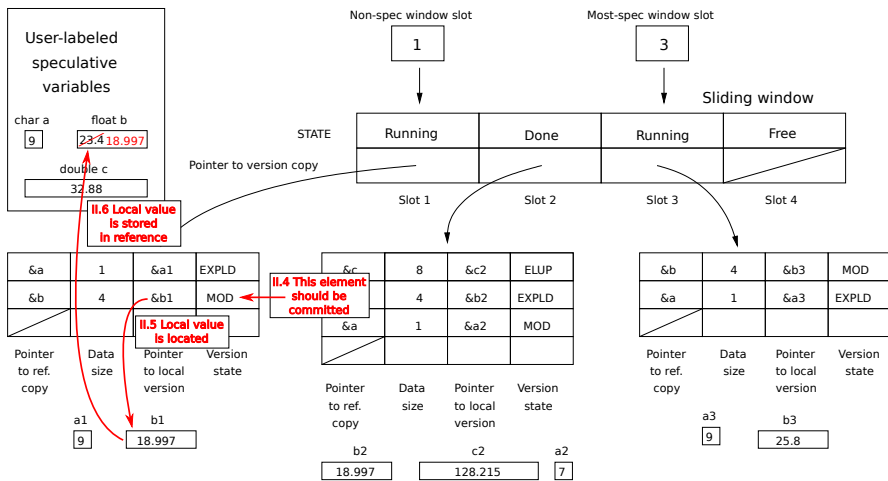 Non-spec window slot
Most-spec window slot
1
3
User-labeled
speculative
variables
char a
float b
9
23.4 18.997
double c
32.88
Sliding window
STATE
Running
Done
Running
Free
Pointer to version copy
Slot 1
Slot 2
Slot 3
Slot 4
II.6 Local value
is stored
in reference
&a 1 &a1 EXPLD
&b 4 &b1 MOD
II.4 This element
should be
committed
II.5 Local value
is located
Pointer
to ref.
copy
Data
size
Pointer
to local
version
Version
state
a1
9
b1
18.997
&c 8 &c2 ELUP
4 &b2 EXPLD
&a 1 &a2 MOD
Pointer
to ref.
copy
Data
size
Pointer
to local
version
Version
state
b2
18.997
c2
128.215
a2
7
&b 4 &b3 MOD
&a 1 &a3 EXPLD
Pointer
to ref.
copy
Data
size
Pointer
to local
version
Version
state
a3
9
b3
25.8